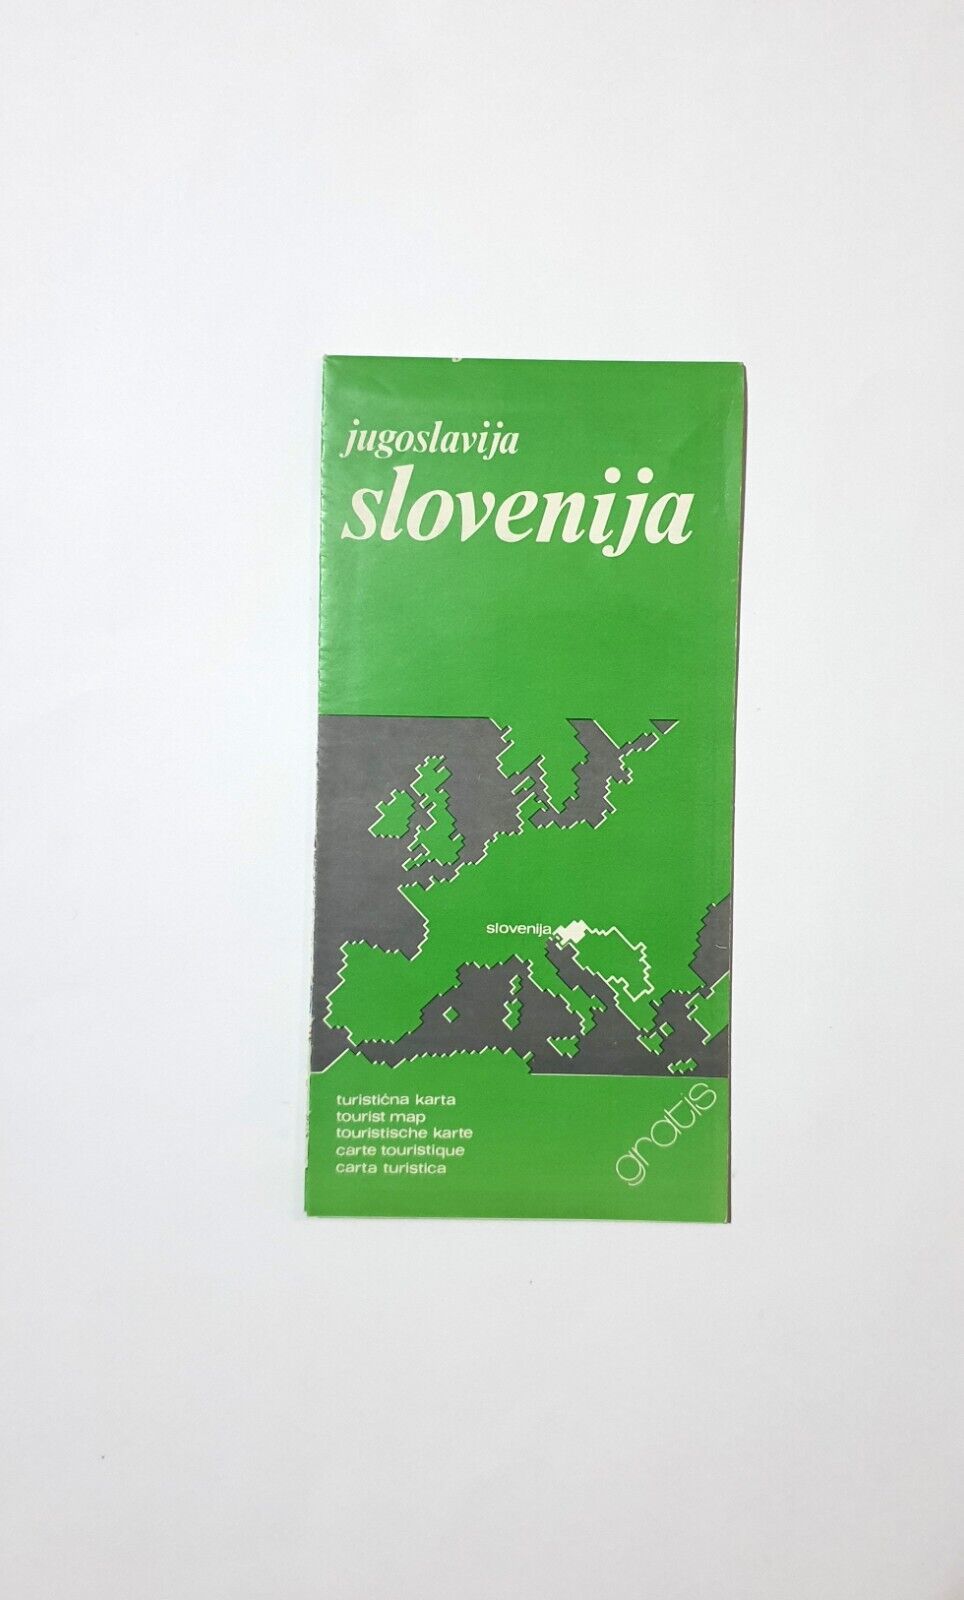 jugoslavija
slovenija
slovenija
turistična karta
tourist map
touristische karte
carte touristique
carta turistica
gratis